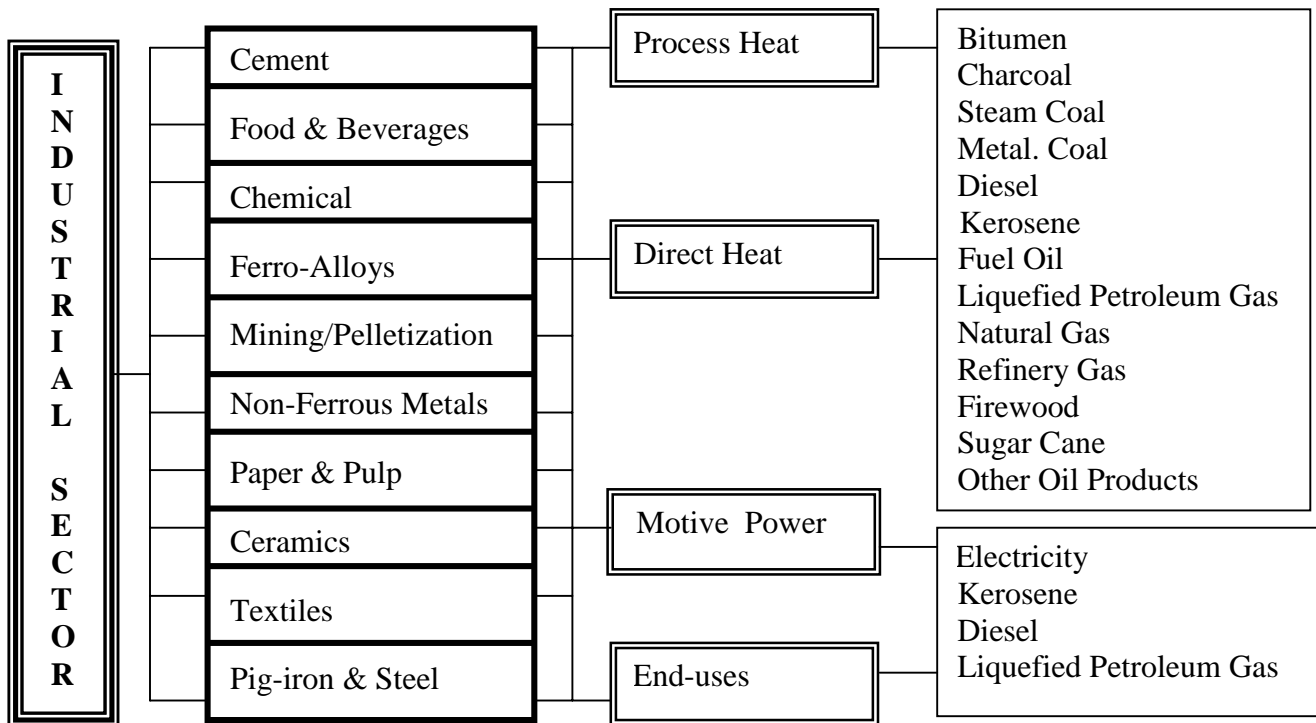 INDUSTRIAL SECTOR
Cement
Food & Beverages
Chemical
Ferro-Alloys
Mining/Pelletization
Non-Ferrous Metals
Paper & Pulp
Ceramics
Textiles
Pig-iron & Steel
Process Heat
Direct Heat
Motive Power
End-uses
Bitumen
Charcoal
Steam Coal
Metal. Coal
Diesel
Kerosene
Fuel Oil
Liquefied Petroleum Gas
Natural Gas
Refinery Gas
Firewood
Sugar Cane
Other Oil Products
Electricity
Kerosene
Diesel
Liquefied Petroleum Gas